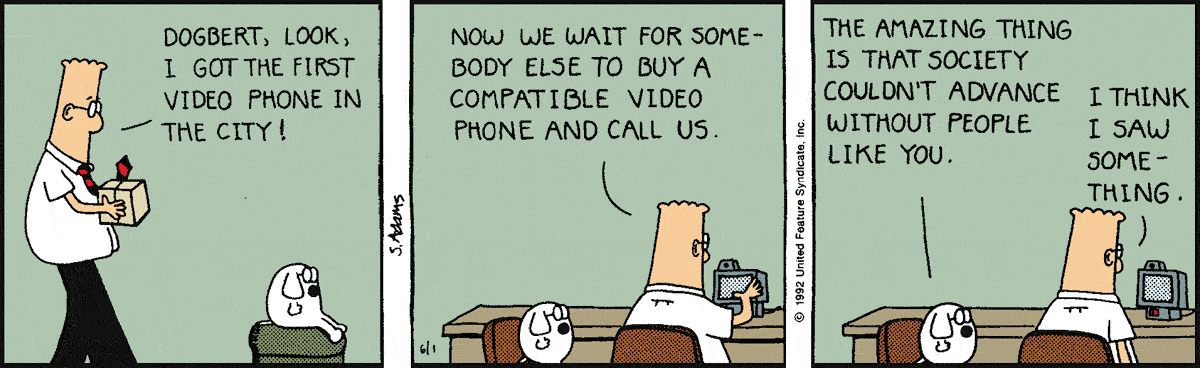 DOGBERT, LOOK,
I GOT THE FIRST
VIDEO PHONE IN
THE CITY!
S.Adams
NOW WE WAIT FOR SOME-
BODY ELSE TO BUY A
COMPATIBLE VIDEO
PHONE AND CALL US.
6/1
© 1992 United Feature Syndicate, Inc.
THE AMAZING THING
IS THAT SOCIETY
COULDN'T ADVANCE
WITHOUT PEOPLE
LIKE YOU.
I THINK
I SAW
SOME-
THING.